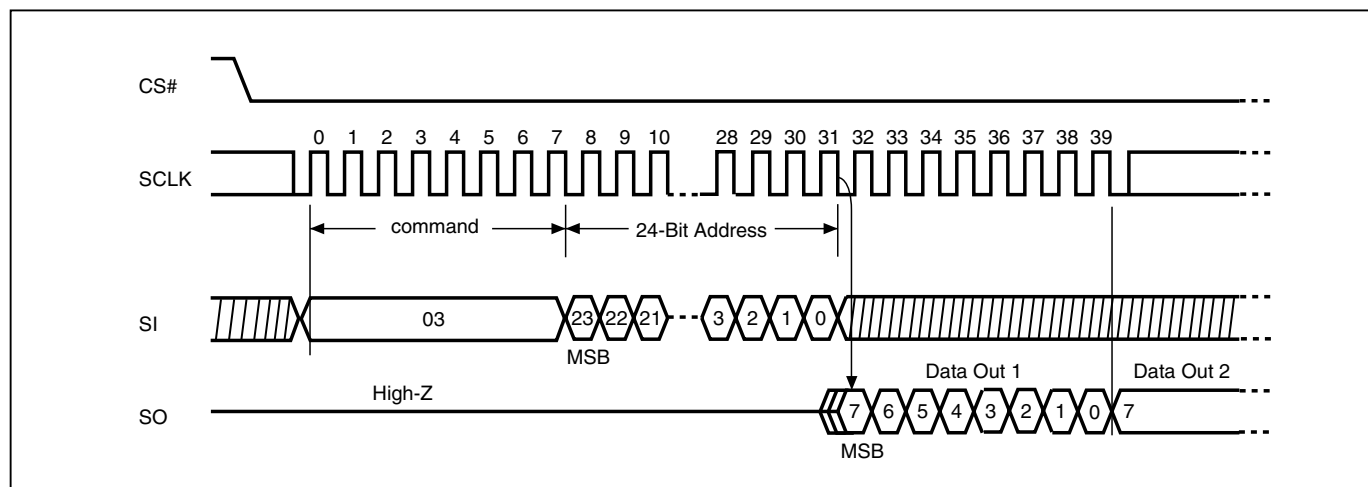 CS#
0 1 2 3 4 5 6 7 8 9 10 28 29 30 31 32 33 34 35 36 37 38 39
SCLK
command 24-Bit Address
SI 03 23 22 21 3 2 1 0
MSB
Data Out 1 Data Out 2
High-Z
SO 7 6 5 4 3 2 1 0 7
MSB